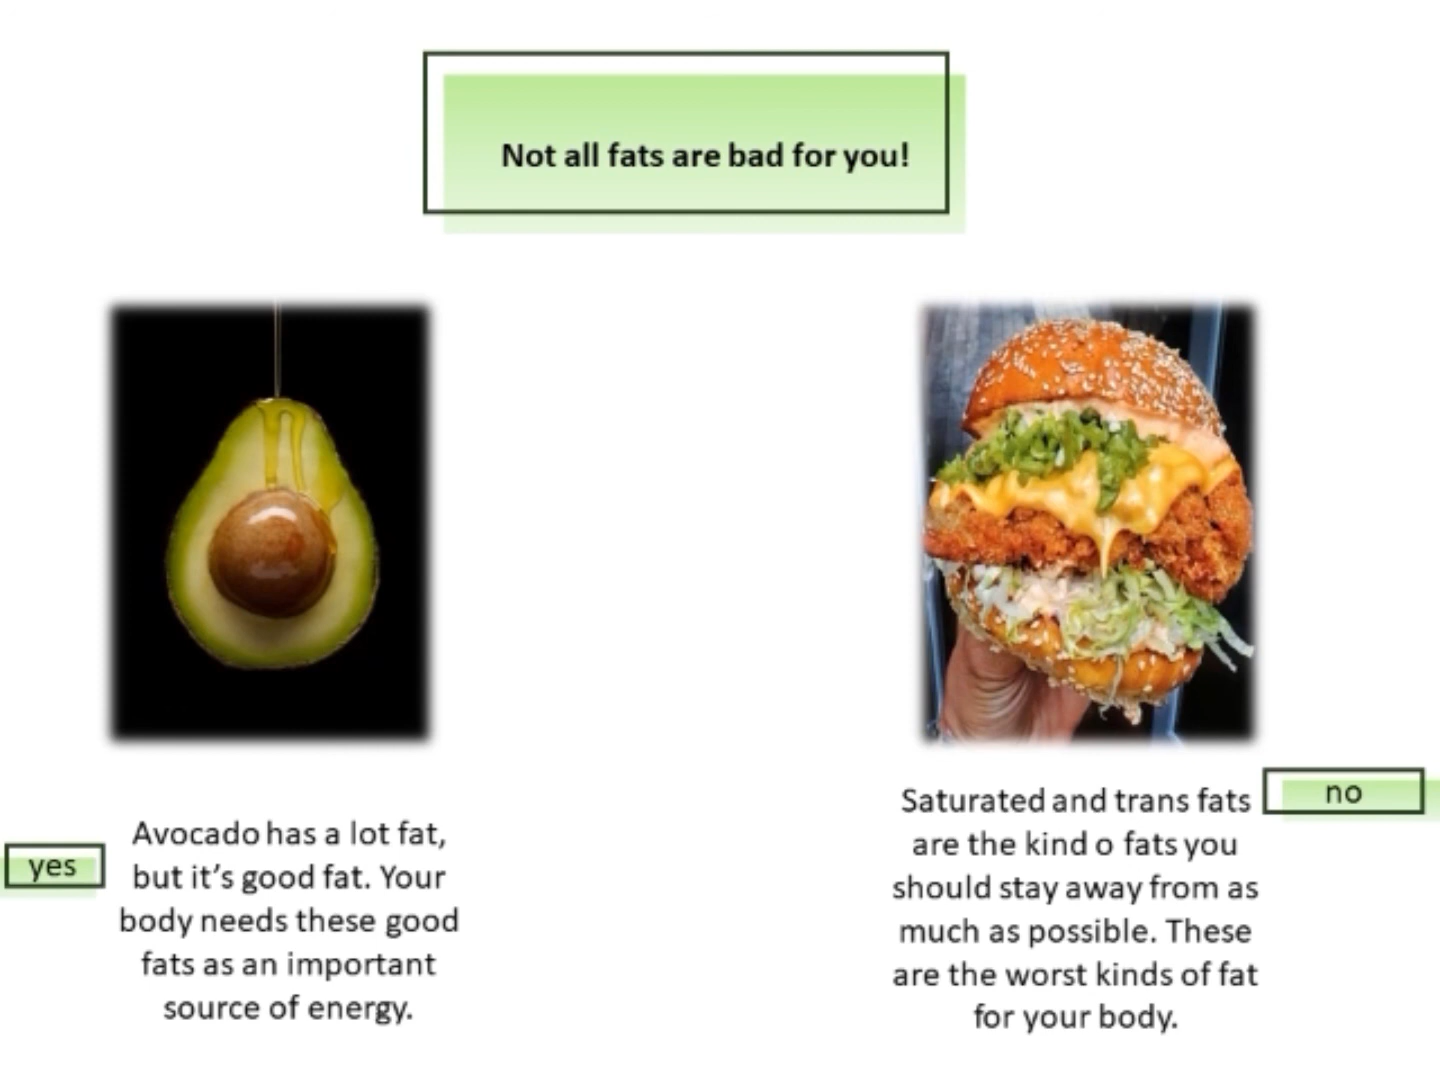 Not all fats are bad for you!
Avocado has a lot fat,
but it’s good fat. Your
body needs these good
fats as an important
source of energy.
yes
Saturated and trans fats
are the kind o fats you
should stay away from as
much as possible. These
are the worst kinds of fat
for your body.
no